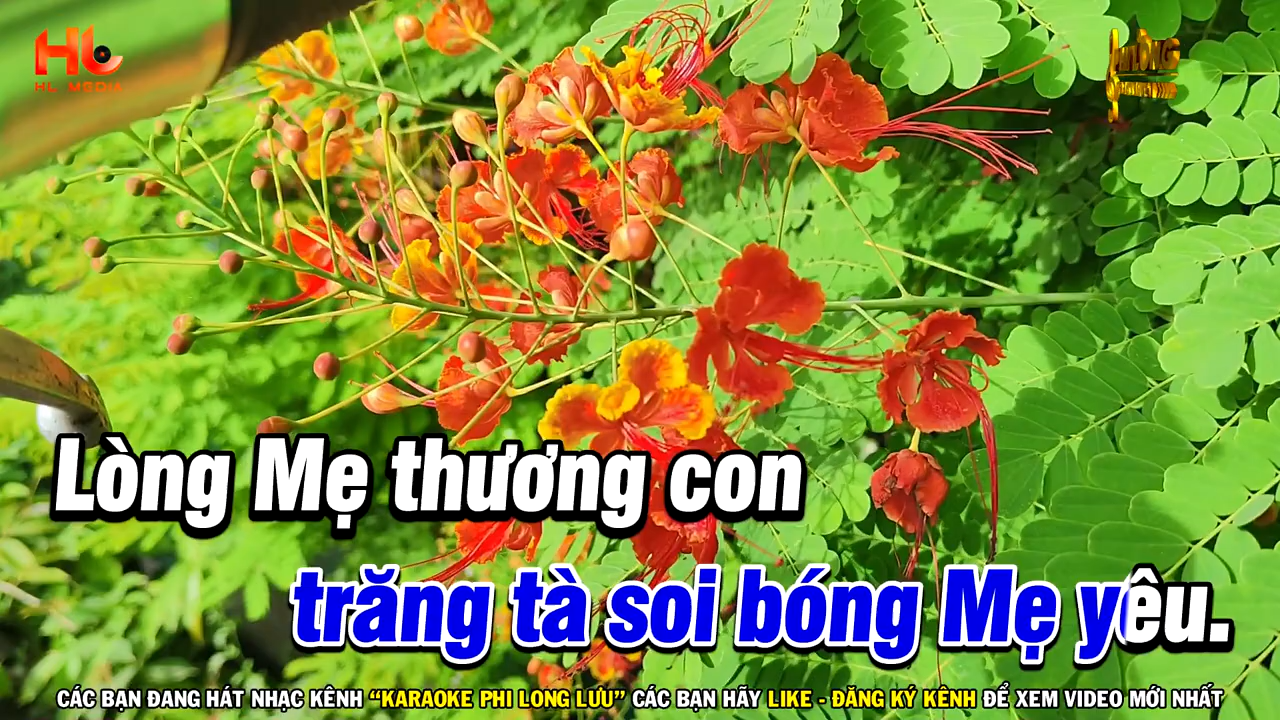 HL
HL MEDIA
Lòng Mẹ thương con
trăng tà soi bóng Mẹ yêu.
CÁC BẠN ĐANG HÁT NHẠC KÊNH “KARAOKE PHI LONG LƯU” CÁC BẠN HÃY LIKE - ĐĂNG KÝ KÊNH ĐỂ XEM VIDEO MỚI NHẤT